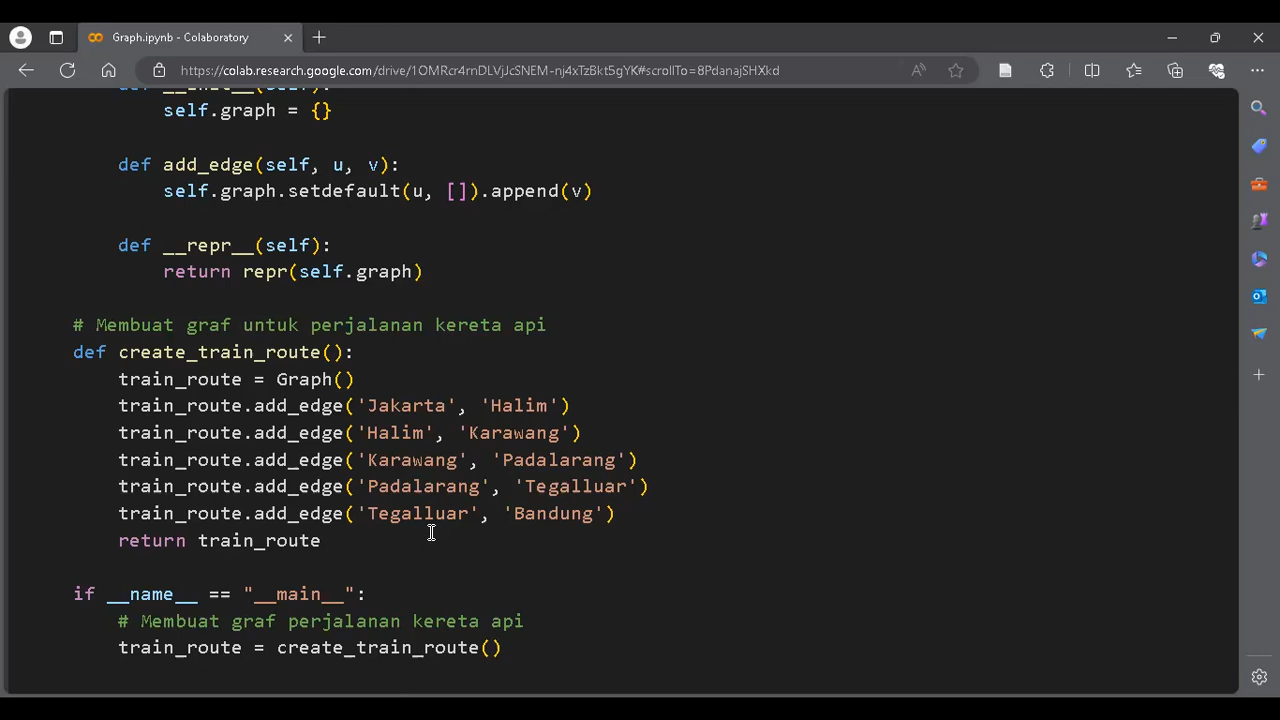 Graph.ipynb - Colaboratory
https://colab.research.google.com/drive/1OMRcr4rnDLVjJcSNEM-nj4xTzBkt5gYK#scrollTo=8PdanajSHXkd
def __init__(self):
self.graph = {}
def add_edge(self, u, v):
self.graph.setdefault(u, []).append(v)
def __repr__(self):
return repr(self.graph)
# Membuat graf untuk perjalanan kereta api
def create_train_route():
train_route = Graph()
train_route.add_edge('Jakarta', 'Halim')
train_route.add_edge('Halim', 'Karawang')
train_route.add_edge('Karawang', 'Padalarang')
train_route.add_edge('Padalarang', 'Tegalluar')
train_route.add_edge('Tegalluar', 'Bandung')
return train_route
if __name__ == "__main__":
# Membuat graf perjalanan kereta api
train_route = create_train_route()